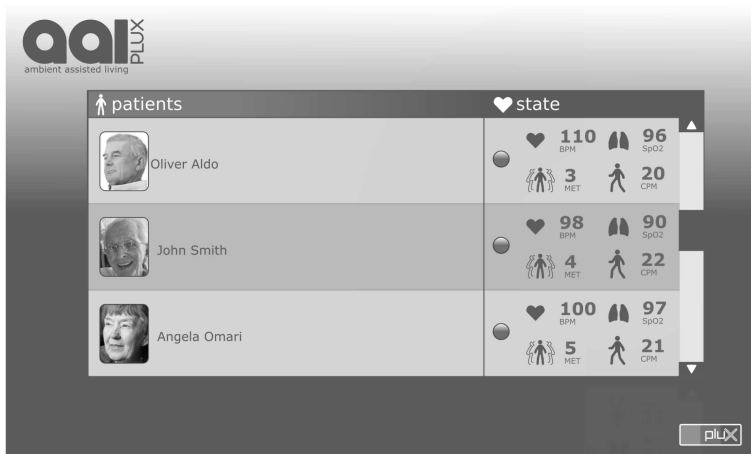 aal PLUX
ambient assisted living
patients
state
Oliver Aldo
110 BPM 96 SpO2
3 MET 20 CPM
John Smith
98 BPM 90 SpO2
4 MET 22 CPM
Angela Omari
100 BPM 97 SpO2
5 MET 21 CPM
plux